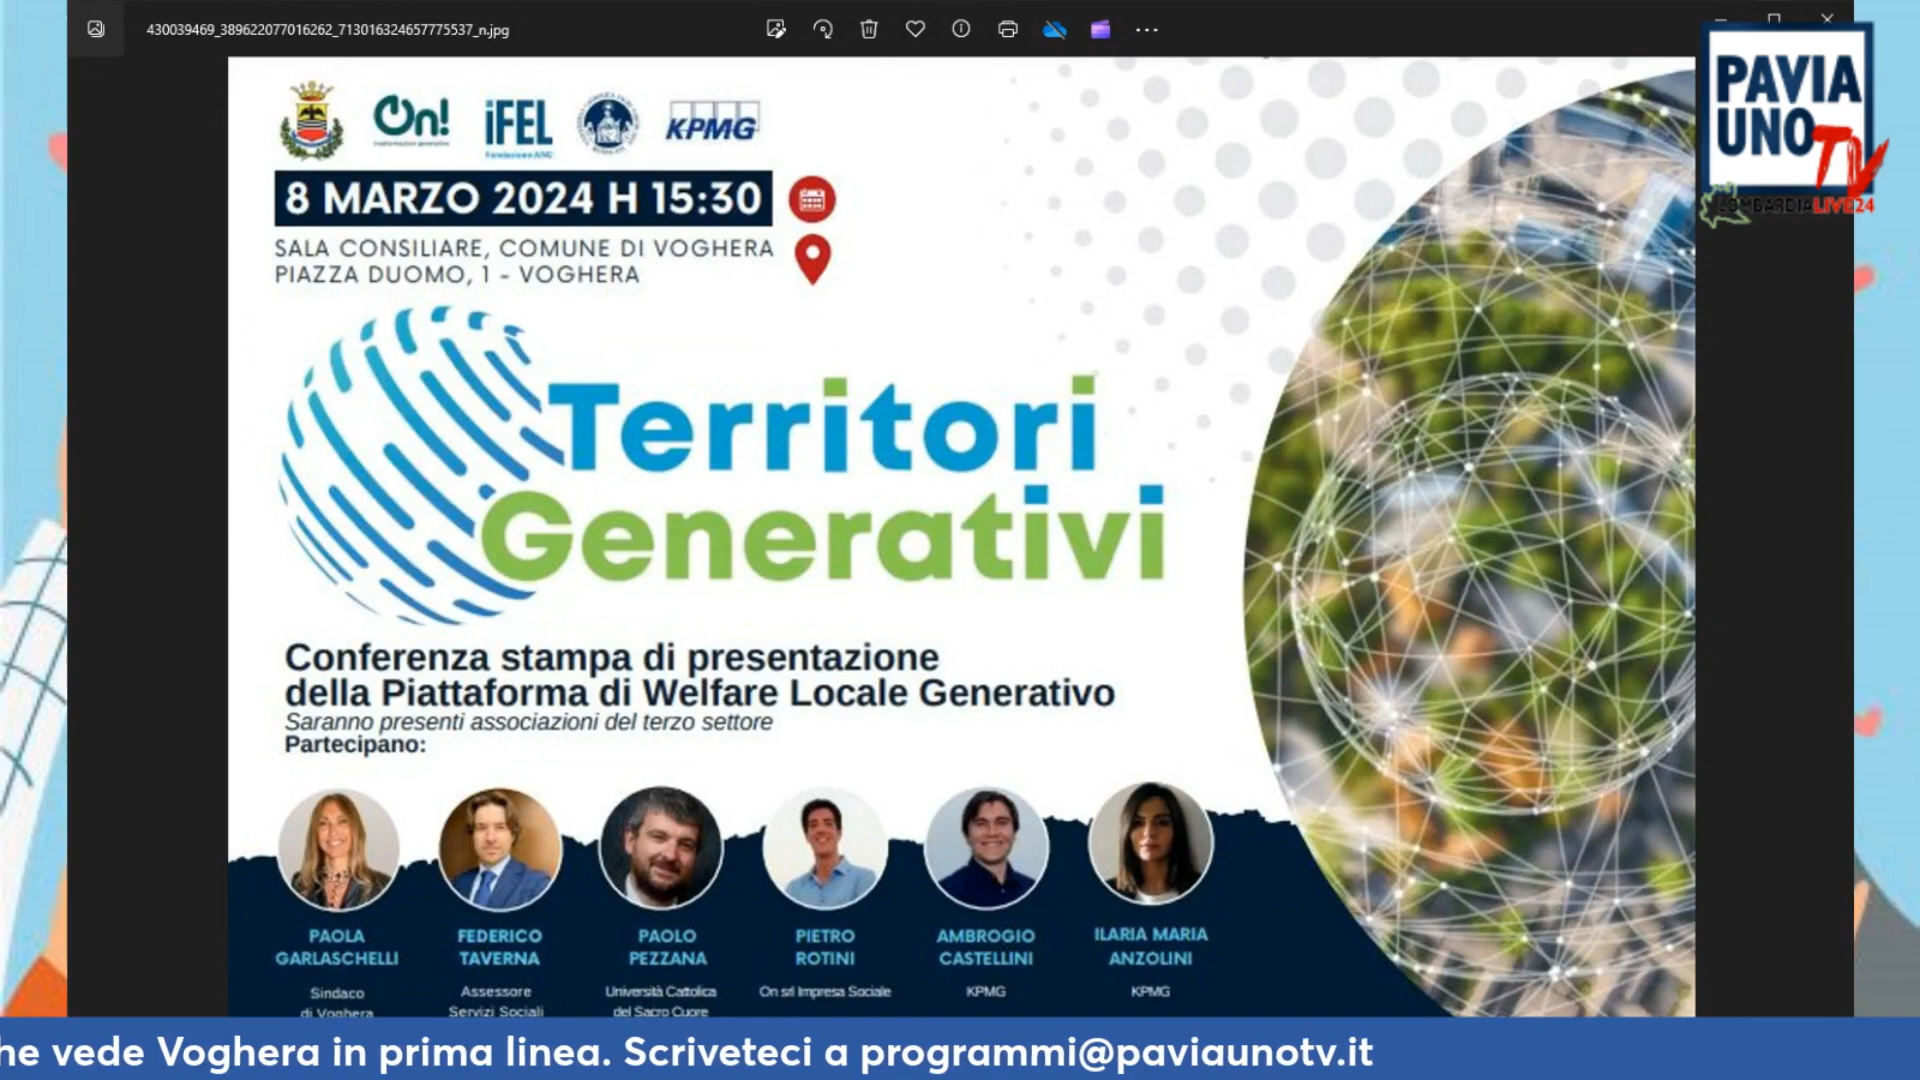 430039469_389622077016262_713016324657775537_n.jpg
PAVIA
UNO TV
LOMBARDIALIVE24
On!
iFEL
Fondazione ANCI
KPMG
8 MARZO 2024 H 15:30
SALA CONSILIARE, COMUNE DI VOGHERA
PIAZZA DUOMO, 1 - VOGHERA
Territori
Generativi
Conferenza stampa di presentazione
della Piattaforma di Welfare Locale Generativo
Saranno presenti associazioni del terzo settore
Partecipano:
PAOLA
GARLASCHELLI
Sindaco
di Voghera
FEDERICO
TAVERNA
Assessore
Servizi Sociali
PAOLO
PEZZANA
Università Cattolica
del Sacro Cuore
PIETRO
ROTINI
On srl Impresa Sociale
AMBROGIO
CASTELLINI
KPMG
ILARIA MARIA
ANZOLINI
KPMG
he vede Voghera in prima linea. Scriveteci a programmi@paviaunotv.it